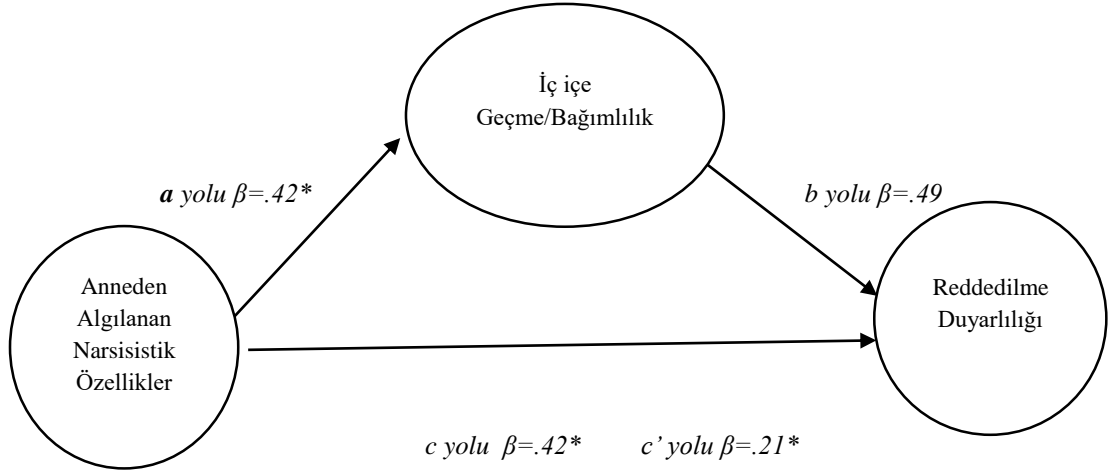 İç içe
Geçme/Bağımlılık
a yolu β=.42*
b yolu β=.49
Anneden
Algılanan
Narsisistik
Özellikler
Reddedilme
Duyarlılığı
c yolu β=.42* c’ yolu β=.21*